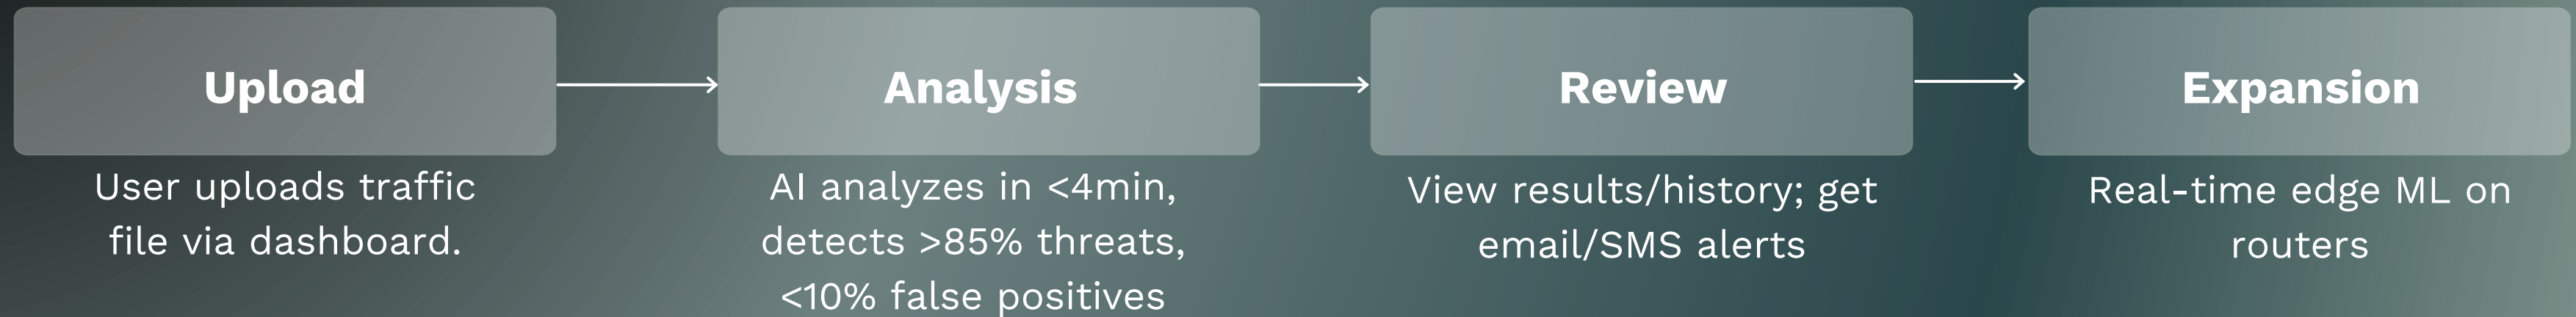 Upload
User uploads traffic
file via dashboard.
Analysis
AI analyzes in <4min,
detects >85% threats,
<10% false positives
Review
View results/history; get
email/SMS alerts
Expansion
Real-time edge ML on
routers